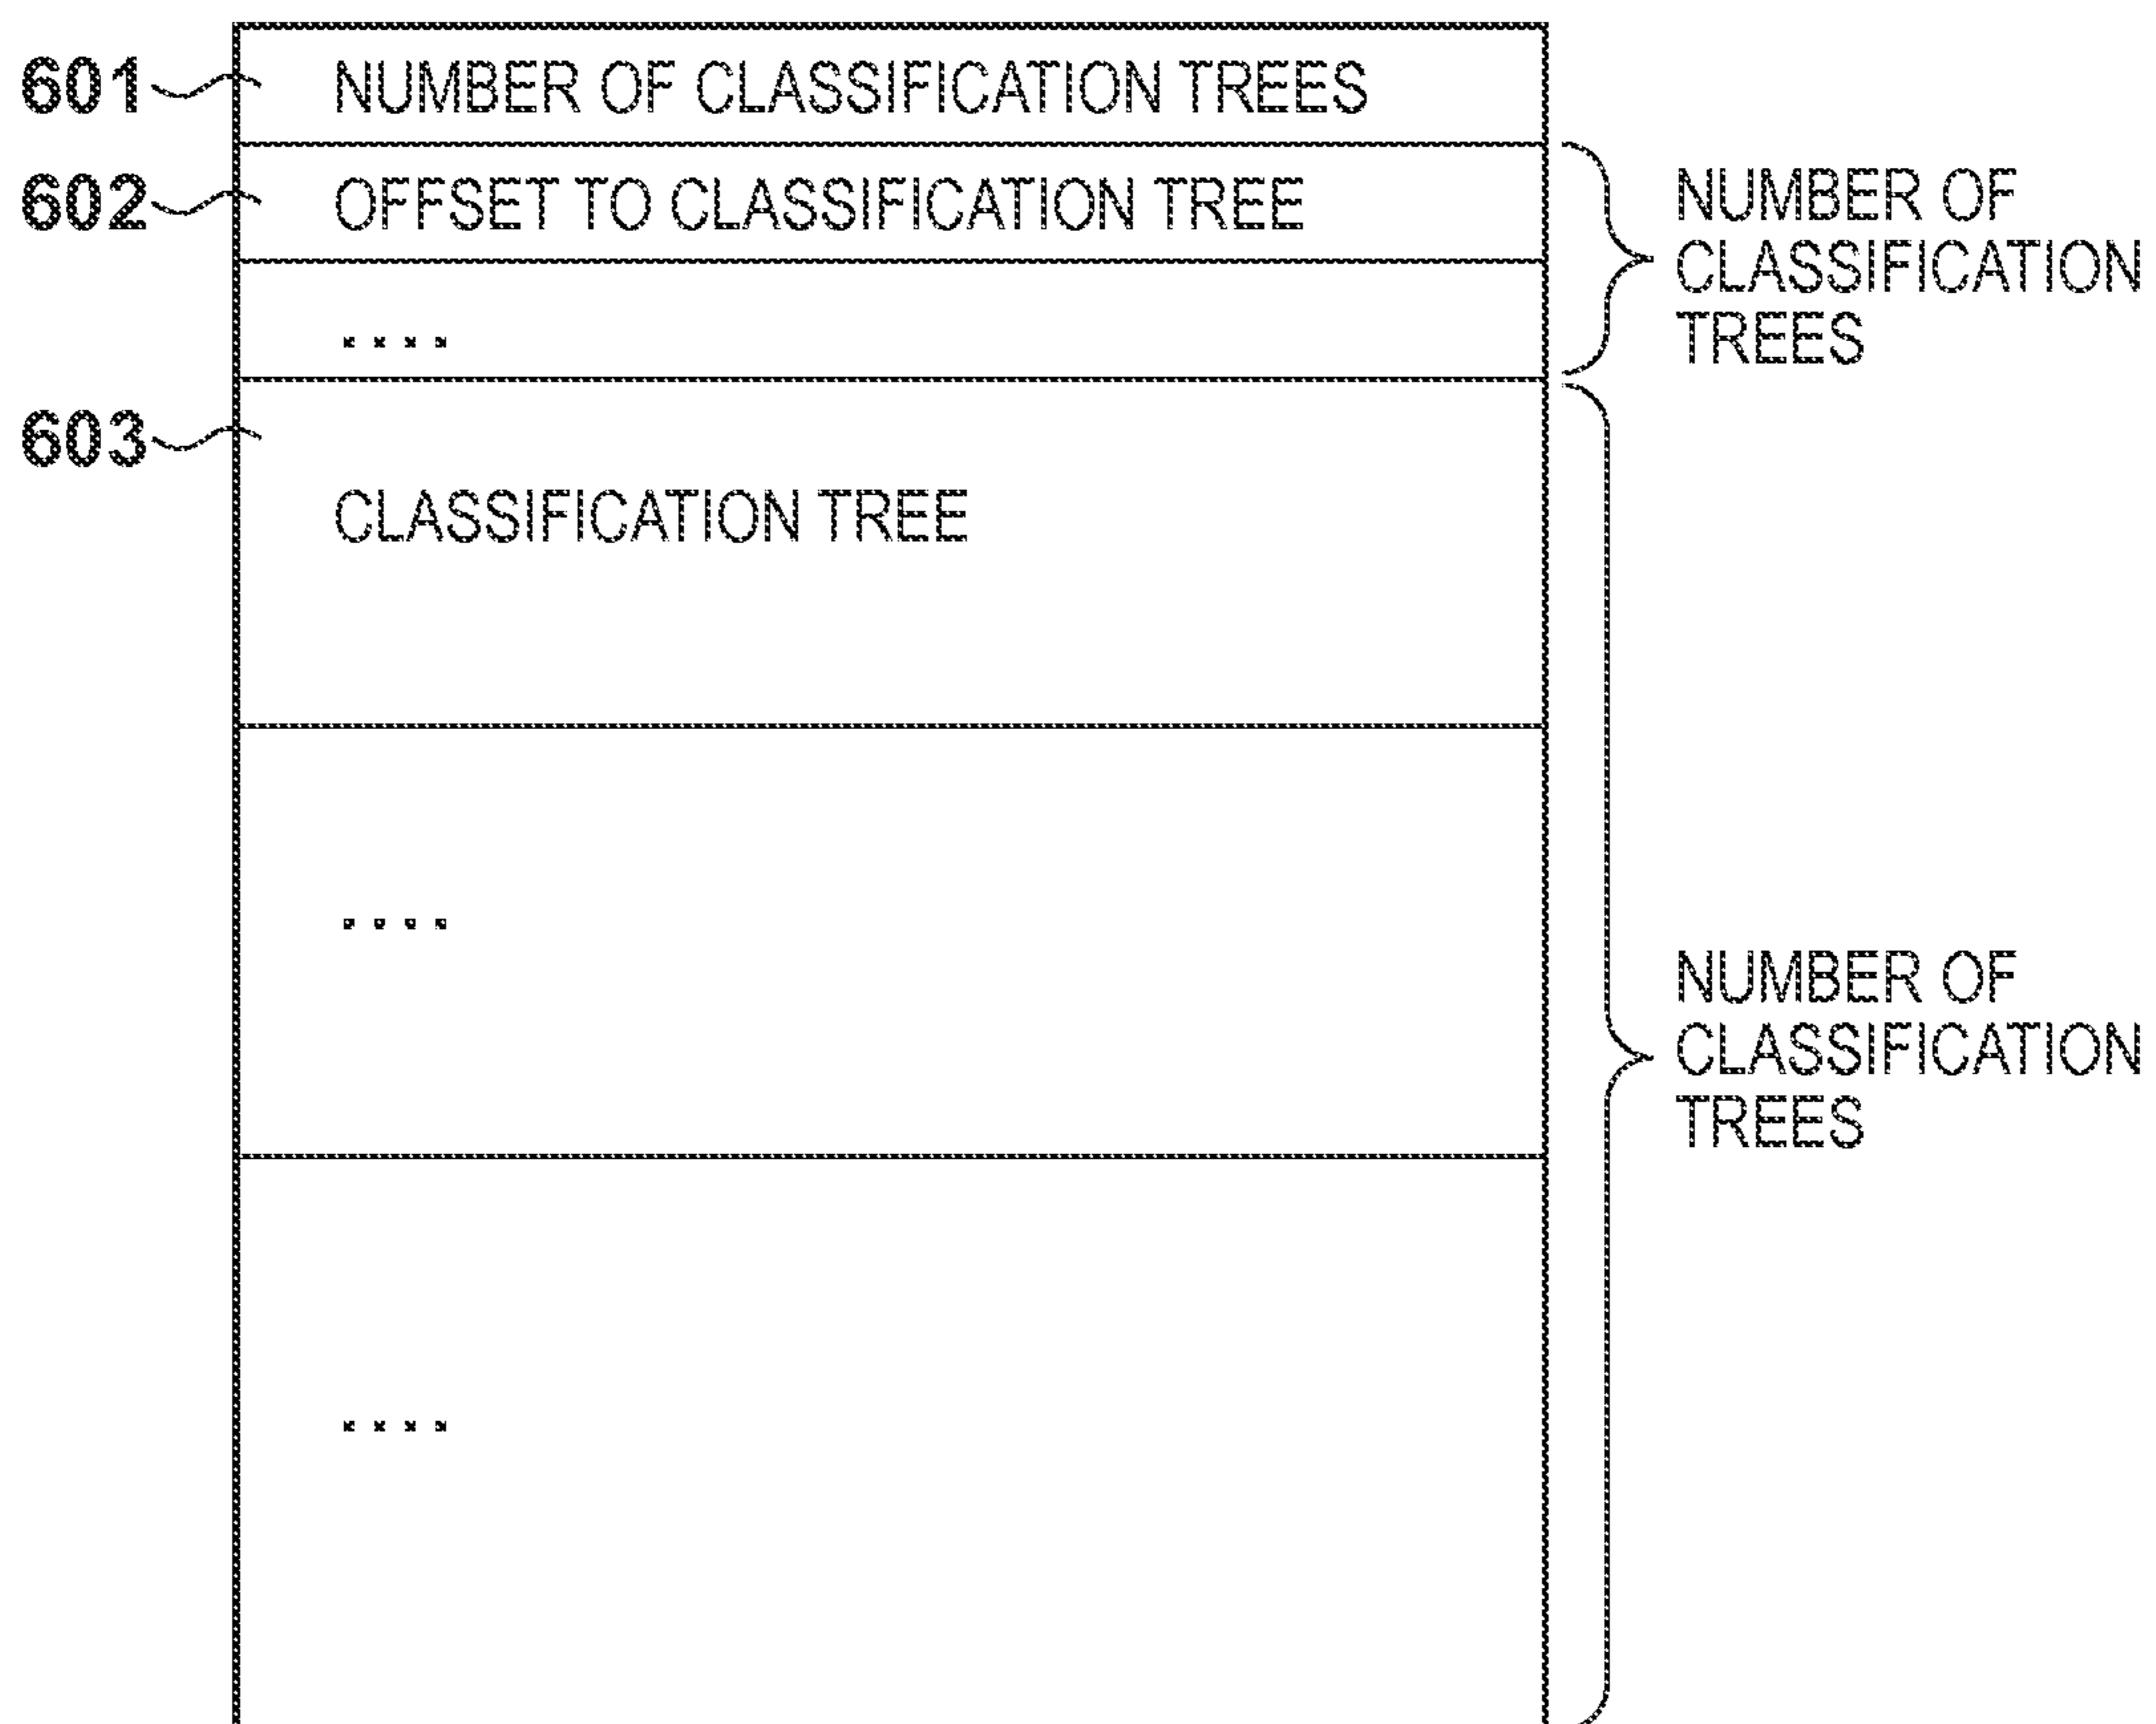 601 NUMBER OF CLASSIFICATION TREES
602 OFFSET TO CLASSIFICATION TREE
NUMBER OF
CLASSIFICATION
TREES
....
603
CLASSIFICATION TREE
....
NUMBER OF
CLASSIFICATION
TREES
....